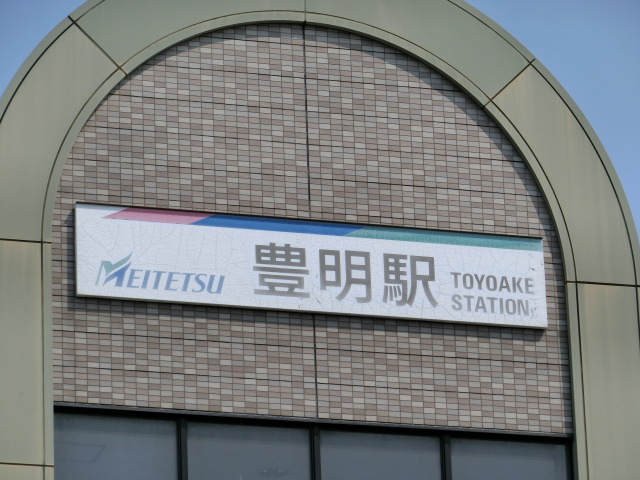 MEITETSU 豊明駅 TOYOAKE
STATION